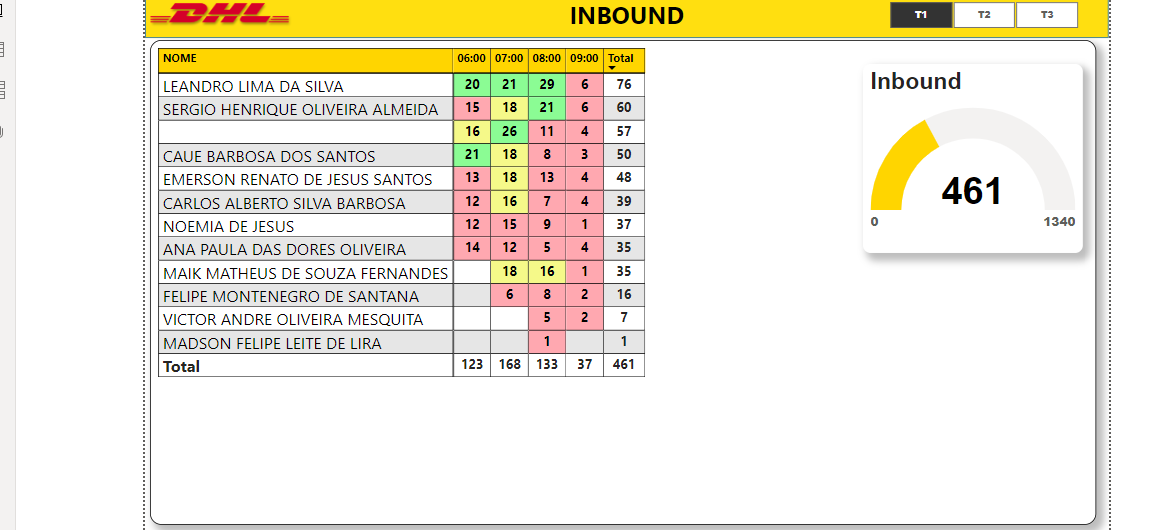 DHL
INBOUND
T1 T2 T3
NOME 06:00 07:00 08:00 09:00 Total
LEANDRO LIMA DA SILVA 20 21 29 6 76
SERGIO HENRIQUE OLIVEIRA ALMEIDA 15 18 21 6 60
16 26 11 4 57
CAUE BARBOSA DOS SANTOS 21 18 8 3 50
EMERSON RENATO DE JESUS SANTOS 13 18 13 4 48
CARLOS ALBERTO SILVA BARBOSA 12 16 7 4 39
NOEMIA DE JESUS 12 15 9 1 37
ANA PAULA DAS DORES OLIVEIRA 14 12 5 4 35
MAIK MATHEUS DE SOUZA FERNANDES 18 16 1 35
FELIPE MONTENEGRO DE SANTANA 6 8 2 16
VICTOR ANDRE OLIVEIRA MESQUITA 5 2 7
MADSON FELIPE LEITE DE LIRA 1 1
Total 123 168 133 37 461
Inbound
461
0 1340